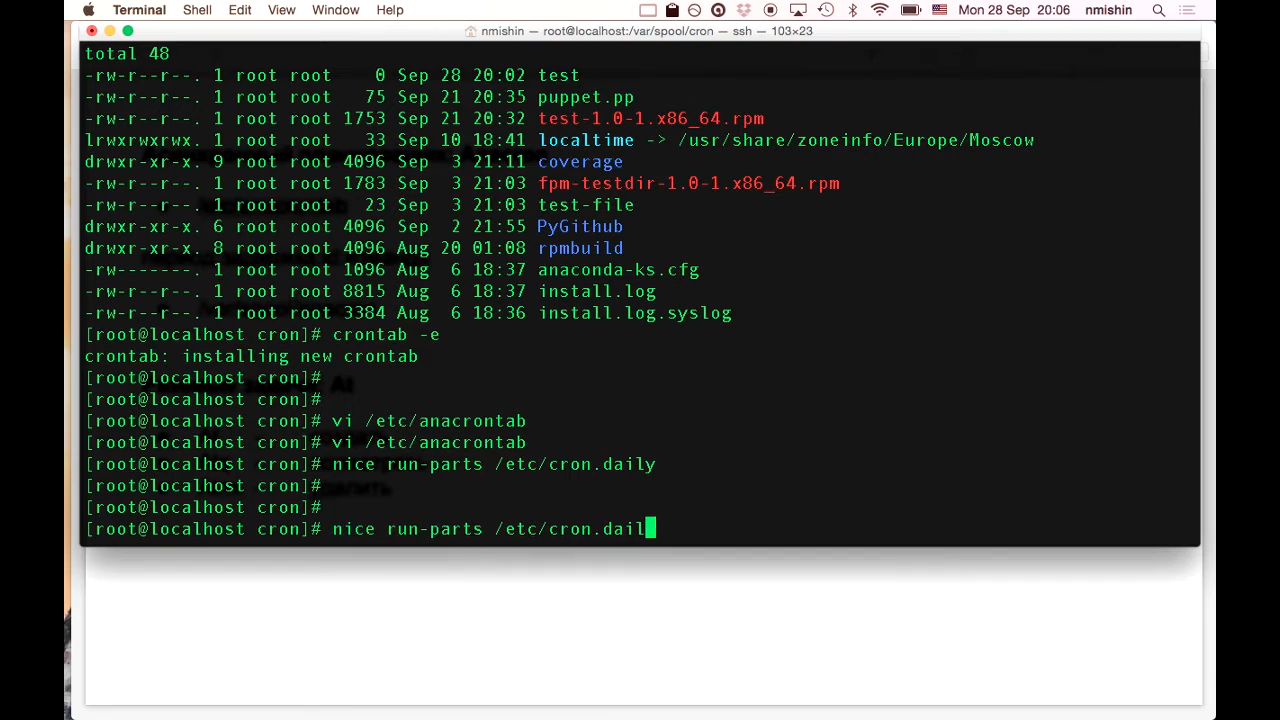 Terminal Shell Edit View Window Help Mon 28 Sep 20:06 nmishin
nmishin — root@localhost:/var/spool/cron — ssh — 103×23
total 48
-rw-r--r--. 1 root root    0 Sep 28 20:02 test
-rw-r--r--. 1 root root   75 Sep 21 20:35 puppet.pp
-rw-r--r--. 1 root root 1753 Sep 21 20:32 test-1.0-1.x86_64.rpm
lrwxrwxrwx. 1 root root   33 Sep 10 18:41 localtime -> /usr/share/zoneinfo/Europe/Moscow
drwxr-xr-x. 9 root root 4096 Sep  3 21:11 coverage
-rw-r--r--. 1 root root 1783 Sep  3 21:03 fpm-testdir-1.0-1.x86_64.rpm
-rw-r--r--. 1 root root   23 Sep  3 21:03 test-file
drwxr-xr-x. 6 root root 4096 Sep  2 21:55 PyGithub
drwxr-xr-x. 8 root root 4096 Aug 20 01:08 rpmbuild
-rw-------. 1 root root 1096 Aug  6 18:37 anaconda-ks.cfg
-rw-r--r--. 1 root root 8815 Aug  6 18:37 install.log
-rw-r--r--. 1 root root 3384 Aug  6 18:36 install.log.syslog
[root@localhost cron]# crontab -e
crontab: installing new crontab
[root@localhost cron]#
[root@localhost cron]#
[root@localhost cron]# vi /etc/anacrontab
[root@localhost cron]# vi /etc/anacrontab
[root@localhost cron]# nice run-parts /etc/cron.daily
[root@localhost cron]#
[root@localhost cron]#
[root@localhost cron]# nice run-parts /etc/cron.dail